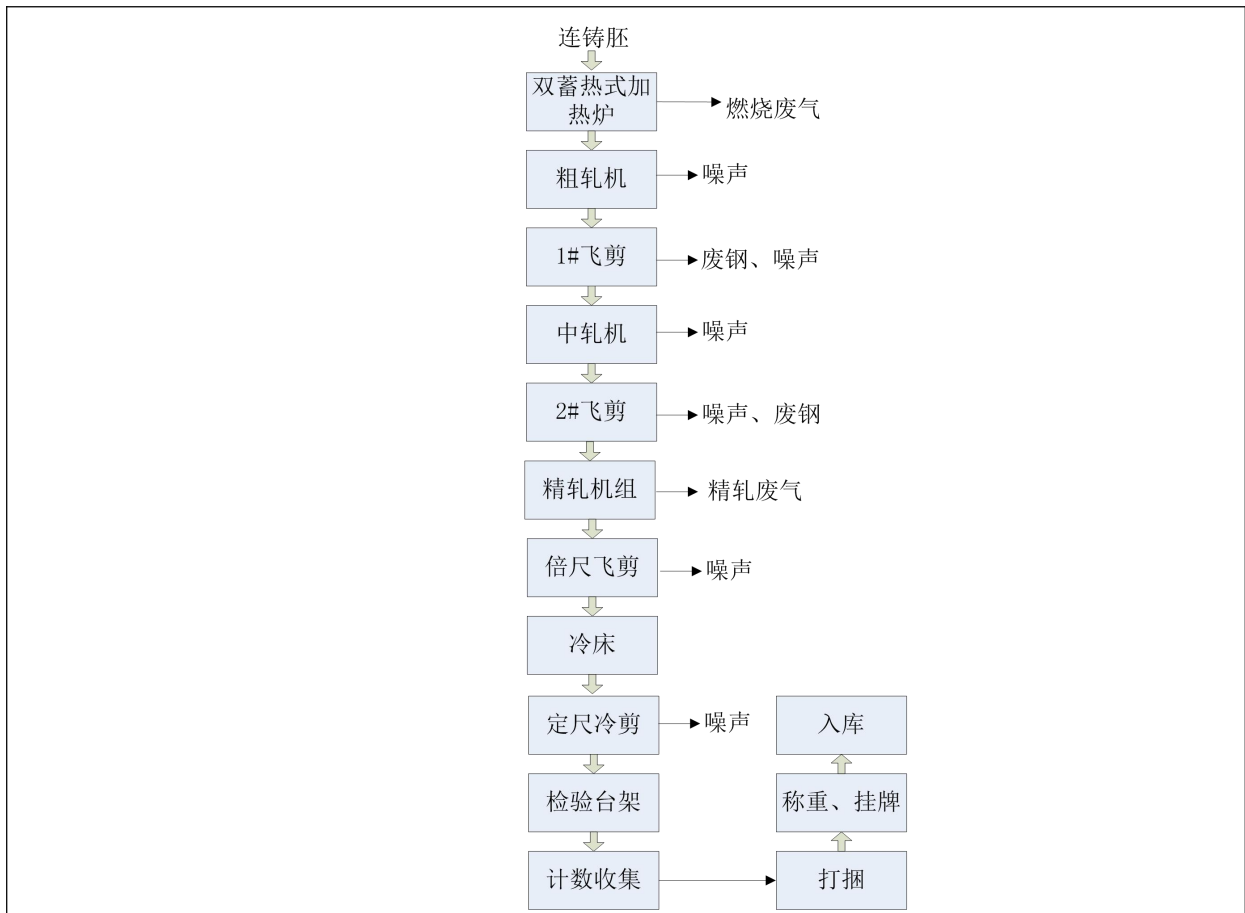 连铸胚
双蓄热式加
热炉
燃烧废气
粗轧机
噪声
1#飞剪
废钢、噪声
中轧机
噪声
2#飞剪
噪声、废钢
精轧机组
精轧废气
倍尺飞剪
噪声
冷床
定尺冷剪
噪声
入库
检验台架
称重、挂牌
计数收集
打捆